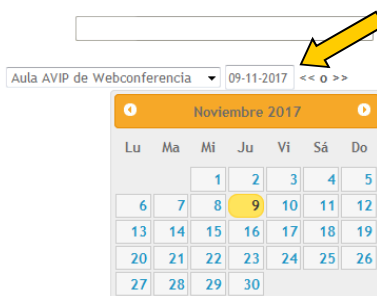 Aula AVIP de Webconferencia 09-11-2017 << o >>
Noviembre 2017
Lu Ma Mi Ju Vi Sá Do
1 2 3 4 5
6 7 8 9 10 11 12
13 14 15 16 17 18 19
20 21 22 23 24 25 26
27 28 29 30